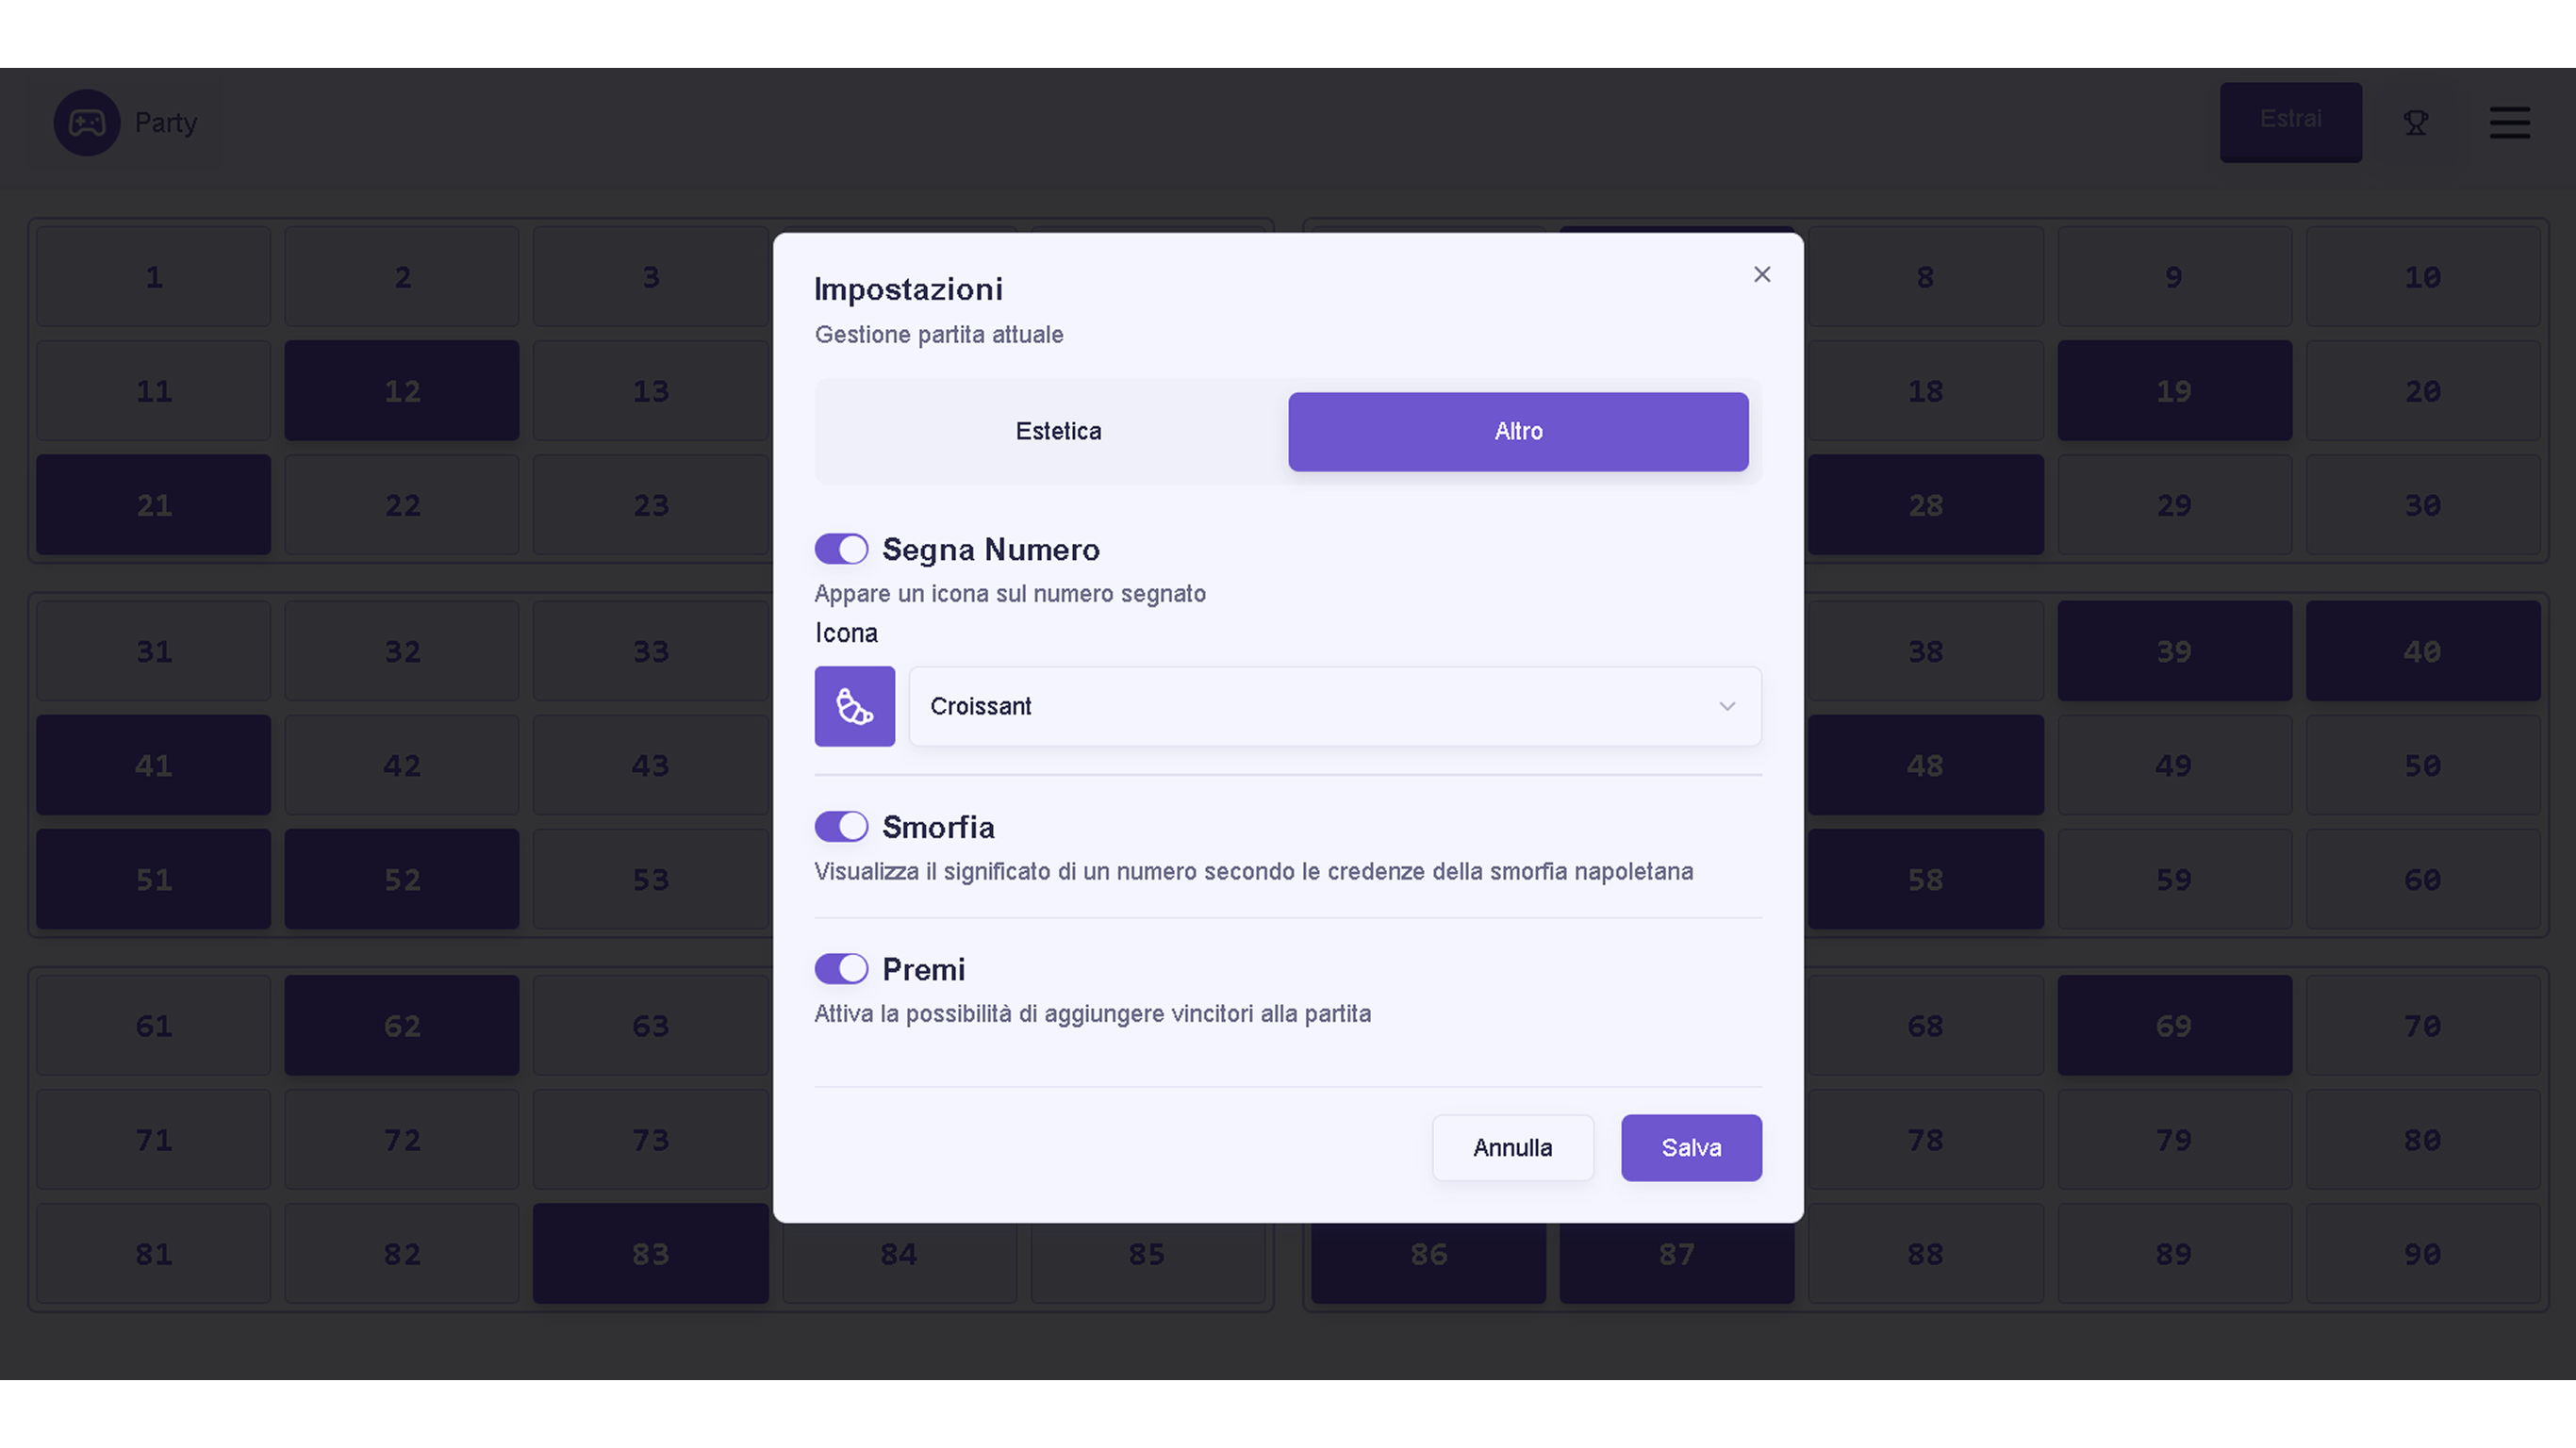 Party
Estrai
1 2 3 8 9 10
11 12 13 18 19 20
21 22 23 28 29 30
31 32 33 38 39 40
41 42 43 48 49 50
51 52 53 58 59 60
61 62 63 68 69 70
71 72 73 78 79 80
81 82 83 84 85 86 87 88 89 90
Impostazioni
Gestione partita attuale
Estetica Altro
Segna Numero
Appare un icona sul numero segnato
Icona
Croissant
Smorfia
Visualizza il significato di un numero secondo le credenze della smorfia napoletana
Premi
Attiva la possibilità di aggiungere vincitori alla partita
Annulla Salva